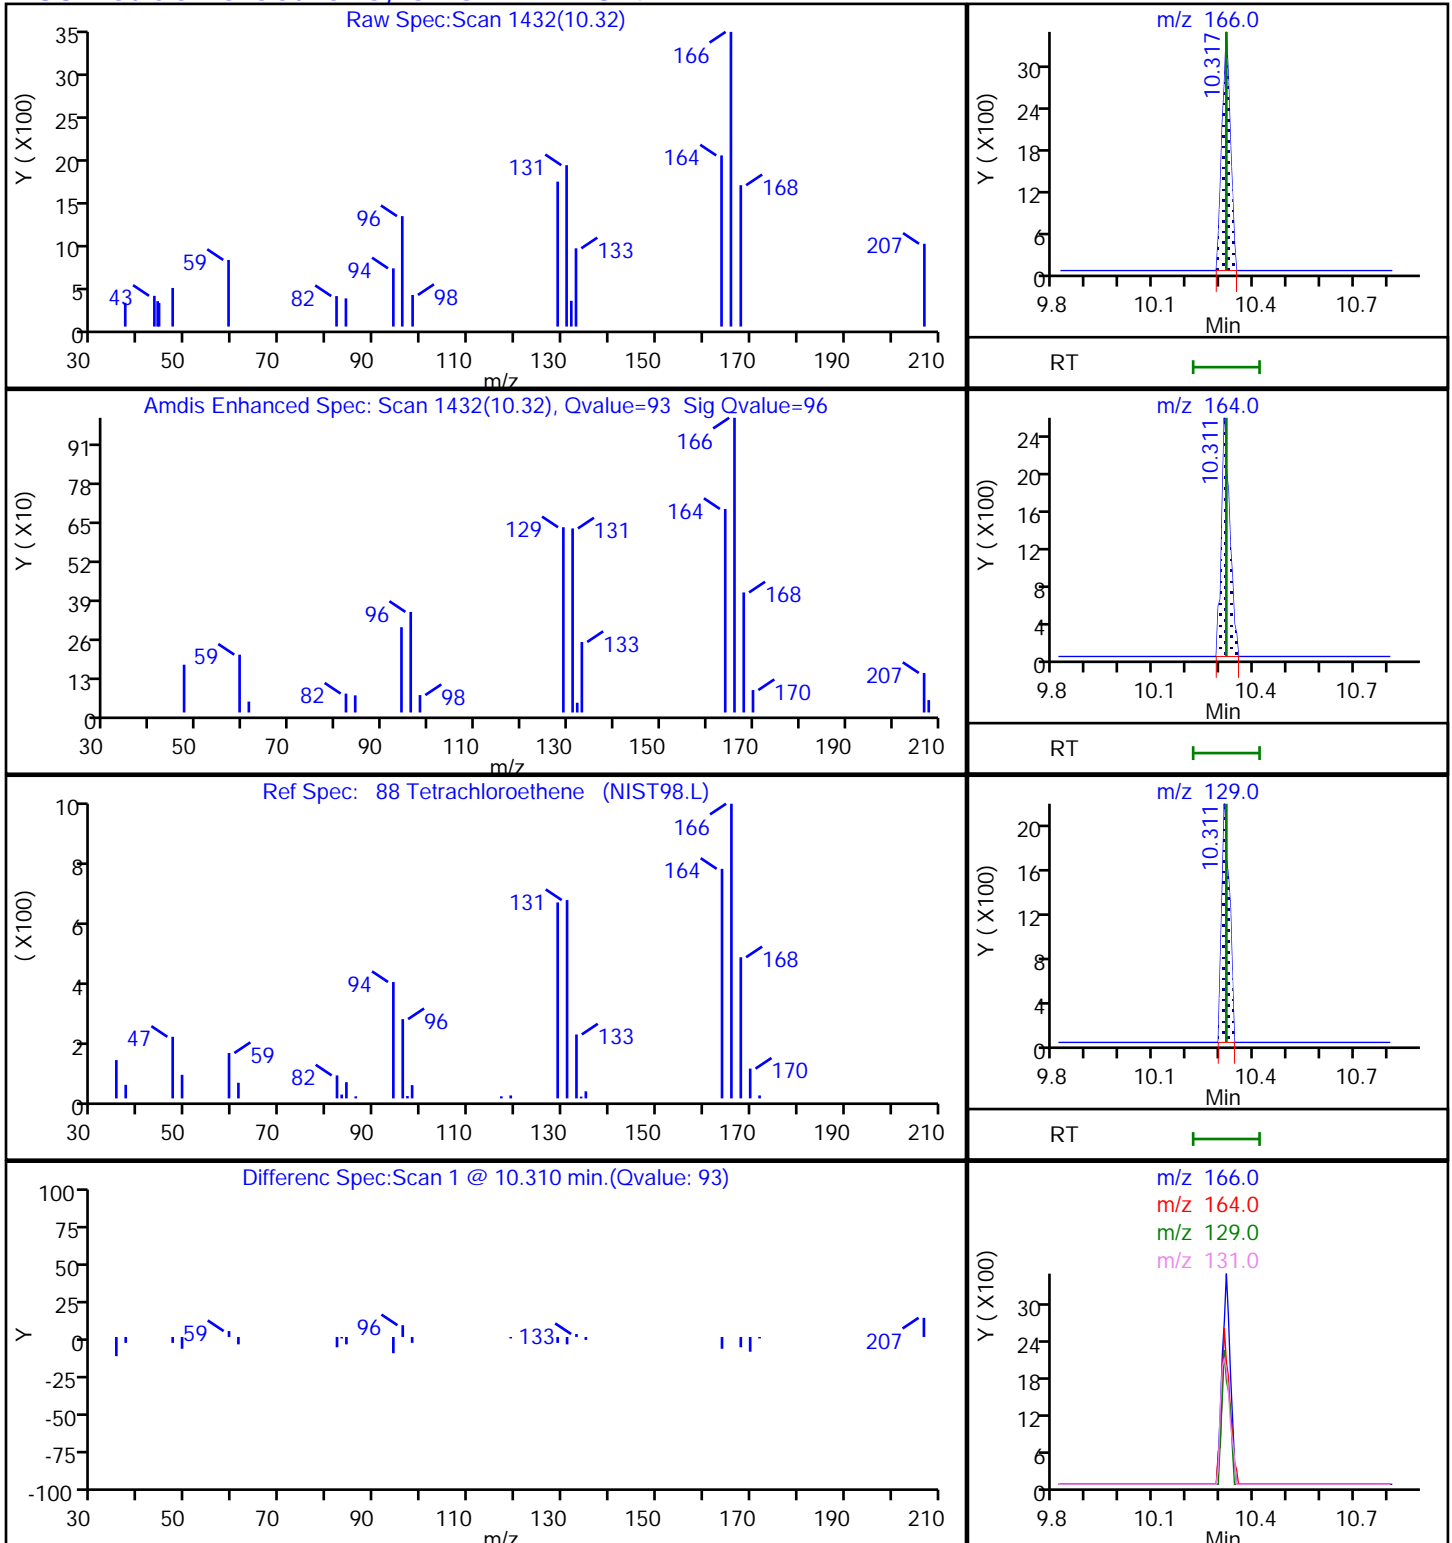 Raw Spec:Scan 1432(10.32)
Y ( X100)
35
30
25
20
15
10
5
0
166
164
168
131
133
96
94
98
82
59
43
207
30 50 70 90 110 130 150 170 190 210
m/z
m/z 166.0
10.317
Y ( X100)
30
24
18
12
6
0
9.8 10.1 10.4 10.7
Min
RT
Amdis Enhanced Spec: Scan 1432(10.32), Qvalue=93 Sig Qvalue=96
Y ( X10)
91
78
65
52
39
26
13
0
166
164
168
170
129
131
133
96
98
82
59
207
30 50 70 90 110 130 150 170 190 210
m/z
m/z 164.0
10.311
Y ( X100)
24
20
16
12
8
4
0
9.8 10.1 10.4 10.7
Min
RT
Ref Spec: 88 Tetrachloroethene (NIST98.L)
( X100)
10
8
6
4
2
0
166
164
168
170
131
133
94
96
82
59
47
30 50 70 90 110 130 150 170 190 210
m/z 129.0
10.311
Y ( X100)
20
16
12
8
4
0
9.8 10.1 10.4 10.7
Min
RT
Differenc Spec:Scan 1 @ 10.310 min.(Qvalue: 93)
Y
100
75
50
25
0
-25
-50
-75
-100
59
96
133
207
30 50 70 90 110 130 150 170 190 210
m/z
m/z 166.0
m/z 164.0
m/z 129.0
m/z 131.0
Y ( X100)
30
24
18
12
6
0
9.8 10.1 10.4 10.7
Min